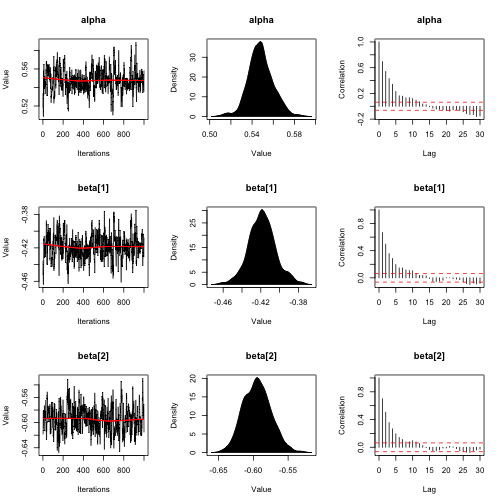 alpha
alpha
alpha
Value
0.52 0.56
0 200 400 600 800
Iterations
Density
0 10 20 30
0.50 0.54 0.58
Value
Correlation
-0.2 0.2 0.6 1.0
0 5 10 15 20 25 30
Lag
beta[1]
beta[1]
beta[1]
Value
-0.46 -0.42 -0.38
0 200 400 600 800
Iterations
Density
0 5 15 25
-0.46 -0.42 -0.38
Value
Correlation
0.0 0.4 0.8
0 5 10 15 20 25 30
Lag
beta[2]
beta[2]
beta[2]
Value
-0.64 -0.60 -0.56
0 200 400 600 800
Iterations
Density
0 5 10 15 20
-0.65 -0.60 -0.55
Value
Correlation
0.0 0.4 0.8
0 5 10 15 20 25 30
Lag